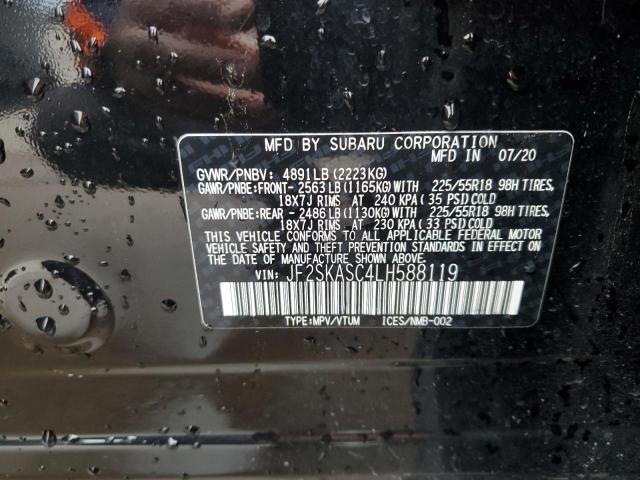 MFD BY SUBARU CORPORATION
MFD IN 07/20
GVWR/PNBV: 4891LB (2223KG)
GAWR/PNBE:FRONT- 2563LB (1165KG) WITH 225/55R18 98H TIRES,
18X7J RIMS AT 240 KPA (35 PSI) COLD
GAWR/PNBE:REAR - 2486LB (1130KG) WITH 225/55R18 98H TIRES,
18X7J RIMS AT 230 KPA (33 PSI) COLD
THIS VEHICLE CONFORMS TO ALL APPLICABLE FEDERAL MOTOR
VEHICLE SAFETY AND THEFT PREVENTION STANDARDS IN EFFECT ON
THE DATE OF MANUFACTURE SHOWN ABOVE.
VIN: JF2SKASC4LH588119
TYPE:MPV/VTUM ICES/NMB-002